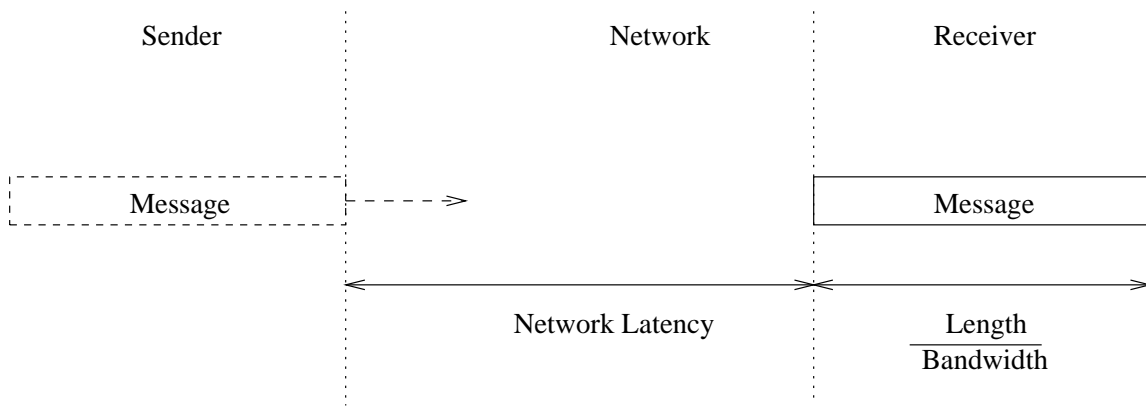 Sender
Network
Receiver
Message
Message
Network Latency
Length
Bandwidth